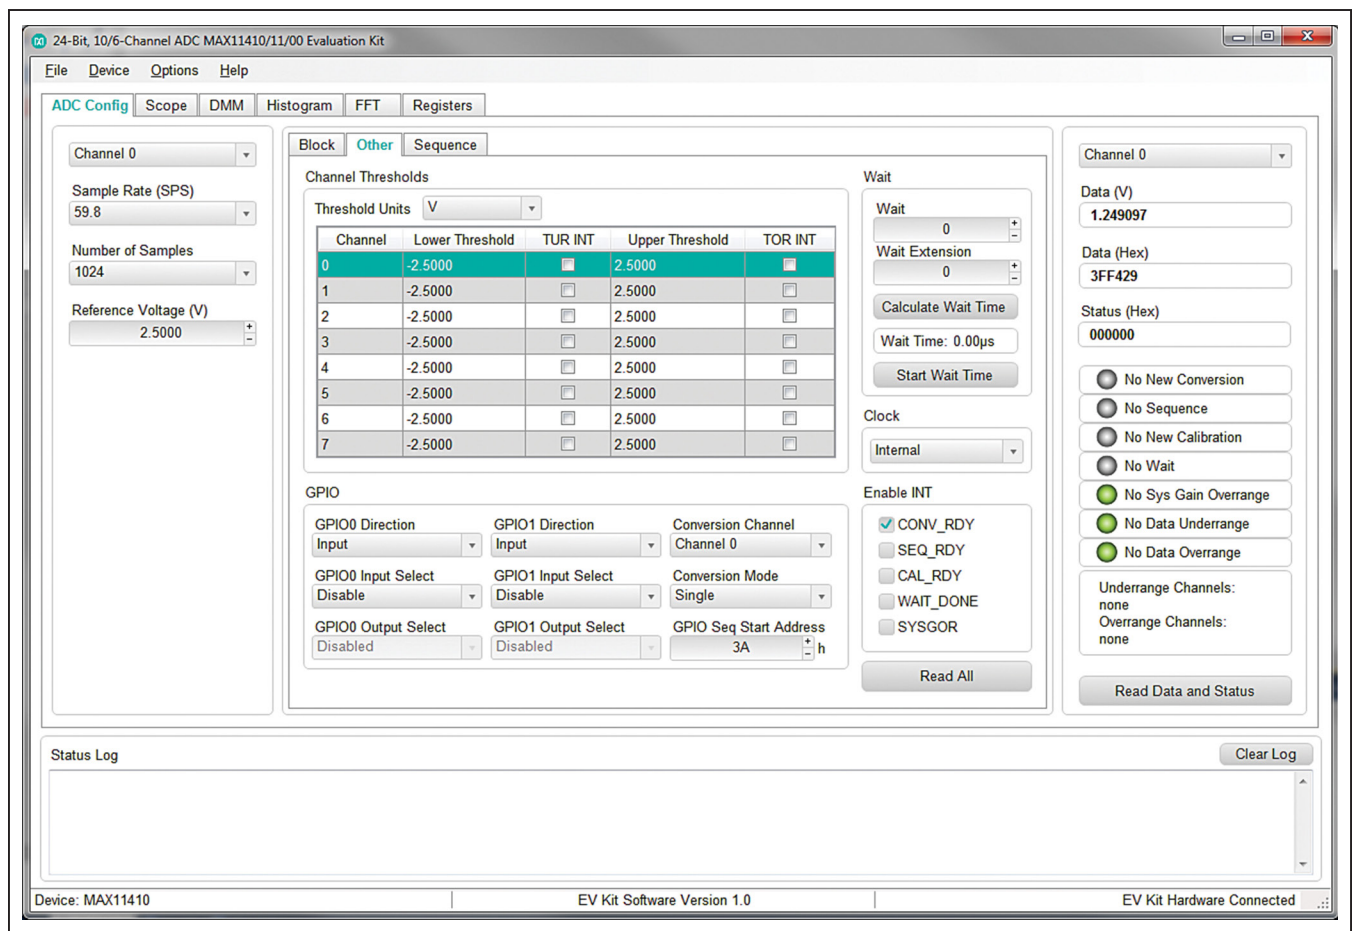 24-Bit, 10/6-Channel ADC MAX11410/11/00 Evaluation Kit
File Device Options Help
ADC Config Scope DMM Histogram FFT Registers
Channel 0
Sample Rate (SPS)
59.8
Number of Samples
1024
Reference Voltage (V)
2.5000
Block Other Sequence
Channel Thresholds
Threshold Units V
Channel Lower Threshold TUR INT Upper Threshold TOR INT
0 -2.5000 2.5000
1 -2.5000 2.5000
2 -2.5000 2.5000
3 -2.5000 2.5000
4 -2.5000 2.5000
5 -2.5000 2.5000
6 -2.5000 2.5000
7 -2.5000 2.5000
GPIO
GPIO0 Direction GPIO1 Direction Conversion Channel
Input Input Channel 0
GPIO0 Input Select GPIO1 Input Select Conversion Mode
Disable Disable Single
GPIO0 Output Select GPIO1 Output Select GPIO Seq Start Address
Disabled Disabled 3A h
Wait
Wait
0
Wait Extension
0
Calculate Wait Time
Wait Time: 0.00µs
Start Wait Time
Clock
Internal
Enable INT
CONV_RDY
SEQ_RDY
CAL_RDY
WAIT_DONE
SYSGOR
Read All
Channel 0
Data (V)
1.249097
Data (Hex)
3FF429
Status (Hex)
000000
No New Conversion
No Sequence
No New Calibration
No Wait
No Sys Gain Overrange
No Data Underrange
No Data Overrange
Underrange Channels:
none
Overrange Channels:
none
Read Data and Status
Status Log
Clear Log
Device: MAX11410 EV Kit Software Version 1.0 EV Kit Hardware Connected